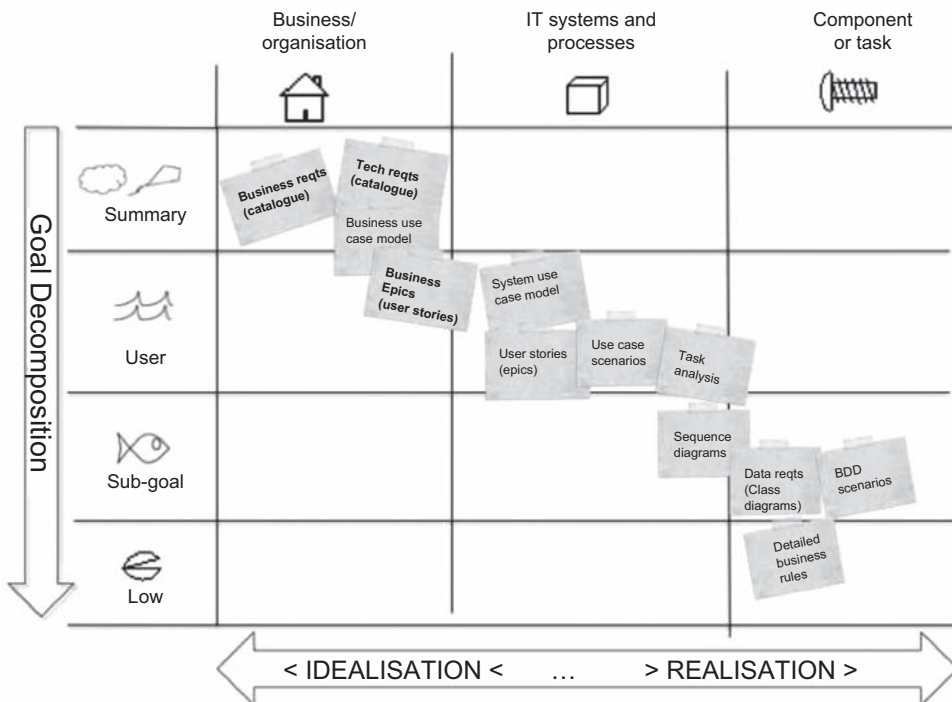 Business/
organisation
IT systems and
processes
Component
or task
Goal Decomposition
Summary
Business reqts
(catalogue)
Tech reqts
(catalogue)
Business use
case model
User
Business
Epics
(user stories)
System use
case model
User stories
(epics)
Use case
scenarios
Task
analysis
Sub-goal
Sequence
diagrams
Data reqts
(Class
diagrams)
BDD
scenarios
Low
Detailed
business
rules
< IDEALISATION < … > REALISATION >